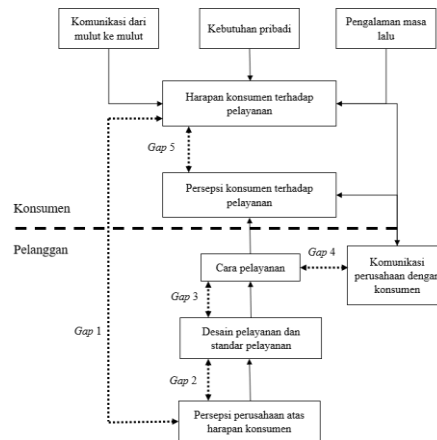 Komunikasi dari
mulut ke mulut
Kebutuhan pribadi
Pengalaman masa
lalu
Harapan konsumen terhadap
pelayanan
Gap 5
Persepsi konsumen terhadap
pelayanan
Konsumen
Pelanggan
Cara pelayanan
Gap 4
Komunikasi
perusahaan dengan
konsumen
Gap 3
Gap 1
Desain pelayanan dan
standar pelayanan
Gap 2
Persepsi perusahaan atas
harapan konsumen